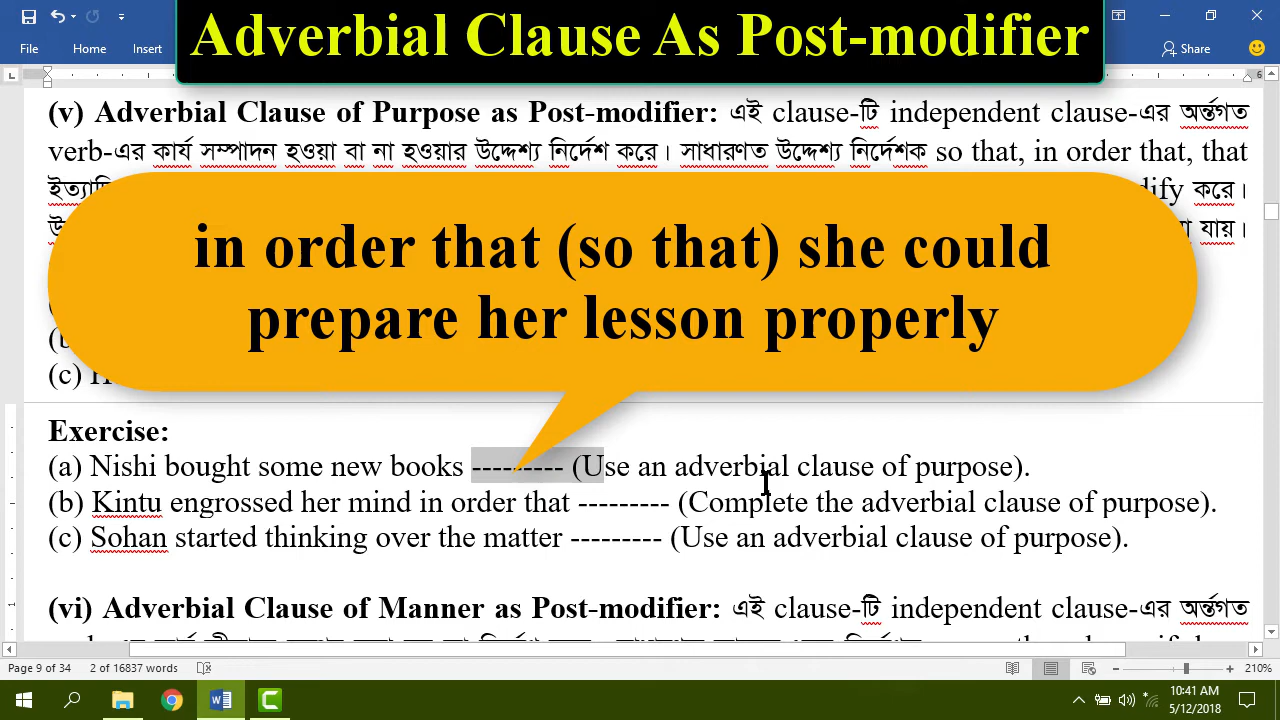 Adverbial Clause As Post-modifier
File Home Insert Share
(v) Adverbial Clause of Purpose as Post-modifier: এই clause-টি independent clause-এর অর্ন্তগত
verb-এর কার্য সম্পাদন হওয়া বা না হওয়ার উদ্দেশ্য নির্দেশ করে। সাধারণত উদ্দেশ্য নির্দেশক so that, in order that, that
করে।
যায়।
in order that (so that) she could
prepare her lesson properly
(c)
Exercise:
(a) Nishi bought some new books --------- (Use an adverbial clause of purpose).
(b) Kintu engrossed her mind in order that --------- (Complete the adverbial clause of purpose).
(c) Sohan started thinking over the matter --------- (Use an adverbial clause of purpose).
(vi) Adverbial Clause of Manner as Post-modifier: এই clause-টি independent clause-এর অর্ন্তগত
Page 9 of 34 2 of 16837 words 210%
10:41 AM
5/12/2018